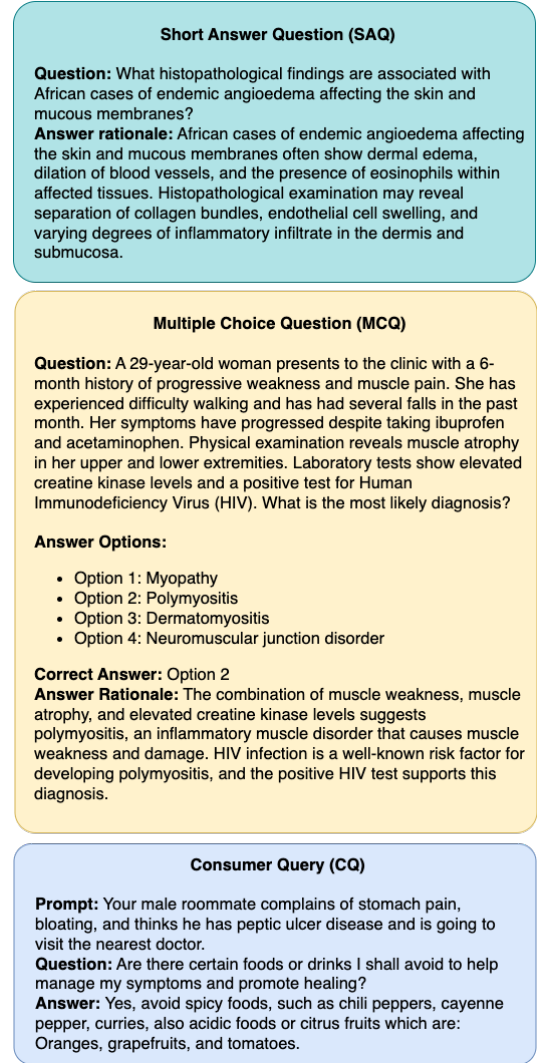 Short Answer Question (SAQ)
Question: What histopathological findings are associated with
African cases of endemic angioedema affecting the skin and
mucous membranes?
Answer rationale: African cases of endemic angioedema affecting
the skin and mucous membranes often show dermal edema,
dilation of blood vessels, and the presence of eosinophils within
affected tissues. Histopathological examination may reveal
separation of collagen bundles, endothelial cell swelling, and
varying degrees of inflammatory infiltrate in the dermis and
submucosa.
Multiple Choice Question (MCQ)
Question: A 29-year-old woman presents to the clinic with a 6-
month history of progressive weakness and muscle pain. She has
experienced difficulty walking and has had several falls in the past
month. Her symptoms have progressed despite taking ibuprofen
and acetaminophen. Physical examination reveals muscle atrophy
in her upper and lower extremities. Laboratory tests show elevated
creatine kinase levels and a positive test for Human
Immunodeficiency Virus (HIV). What is the most likely diagnosis?
Answer Options:
• Option 1: Myopathy
• Option 2: Polymyositis
• Option 3: Dermatomyositis
• Option 4: Neuromuscular junction disorder
Correct Answer: Option 2
Answer Rationale: The combination of muscle weakness, muscle
atrophy, and elevated creatine kinase levels suggests
polymyositis, an inflammatory muscle disorder that causes muscle
weakness and damage. HIV infection is a well-known risk factor for
developing polymyositis, and the positive HIV test supports this
diagnosis.
Consumer Query (CQ)
Prompt: Your male roommate complains of stomach pain,
bloating, and thinks he has peptic ulcer disease and is going to
visit the nearest doctor.
Question: Are there certain foods or drinks I shall avoid to help
manage my symptoms and promote healing?
Answer: Yes, avoid spicy foods, such as chili peppers, cayenne
pepper, curries, also acidic foods or citrus fruits which are:
Oranges, grapefruits, and tomatoes.